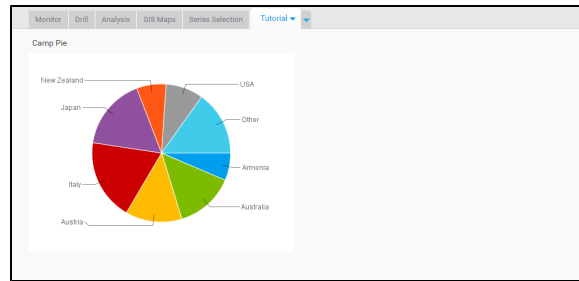 Monitor Drill Analysis GIS Maps Series Selection Tutorial
Camp Pie
New Zealand
USA
Japan
Other
Armenia
Italy
Australia
Austria